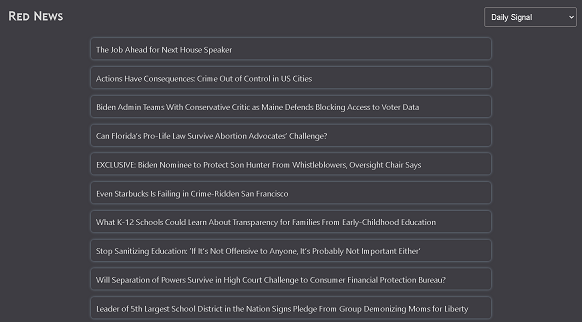 Red News
Daily Signal
The Job Ahead for Next House Speaker
Actions Have Consequences: Crime Out of Control in US Cities
Biden Admin Teams With Conservative Critic as Maine Defends Blocking Access to Voter Data
Can Florida's Pro-Life Law Survive Abortion Advocates' Challenge?
EXCLUSIVE: Biden Nominee to Protect Son Hunter From Whistleblowers, Oversight Chair Says
Even Starbucks Is Failing in Crime-Ridden San Francisco
What K-12 Schools Could Learn About Transparency for Families From Early-Childhood Education
Stop Sanitizing Education: 'If It's Not Offensive to Anyone, It's Probably Not Important Either'
Will Separation of Powers Survive in High Court Challenge to Consumer Financial Protection Bureau?
Leader of 5th Largest School District in the Nation Signs Pledge From Group Demonizing Moms for Liberty